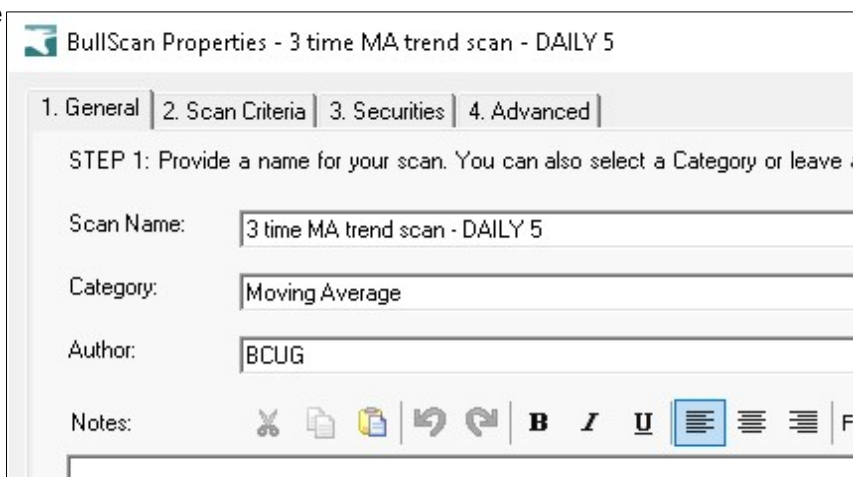 BullScan Properties - 3 time MA trend scan - DAILY 5
1. General 2. Scan Criteria 3. Securities 4. Advanced
STEP 1: Provide a name for your scan. You can also select a Category or leave
Scan Name: 3 time MA trend scan - DAILY 5
Category: Moving Average
Author: BCUG
Notes: B I U